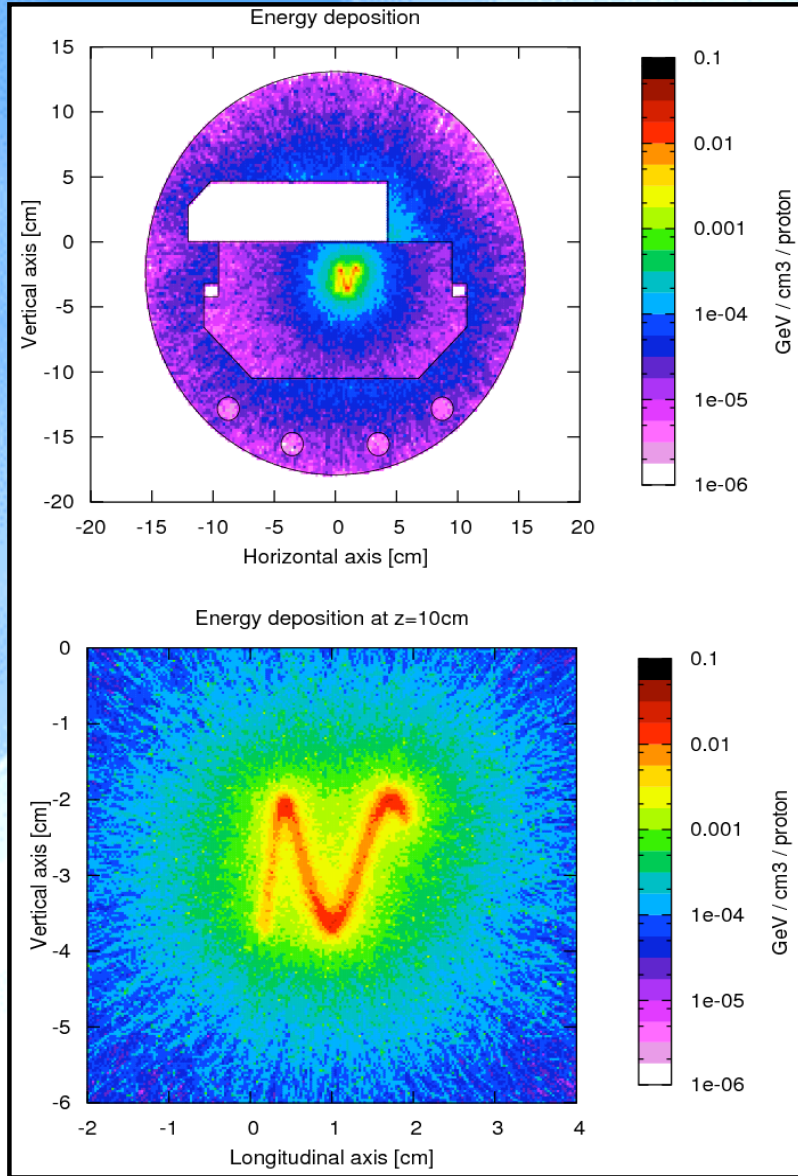 Energy deposition
15
10
5
0
-5
-10
-15
-20
Vertical axis [cm]
-20 -15 -10 -5 0 5 10 15 20
Horizontal axis [cm]
0.1
0.01
0.001
1e-04
1e-05
1e-06
GeV / cm3 / proton
Energy deposition at z=10cm
0
-1
-2
-3
-4
-5
-6
Vertical axis [cm]
-2 -1 0 1 2 3 4
Longitudinal axis [cm]
0.1
0.01
0.001
1e-04
1e-05
1e-06
GeV / cm3 / proton